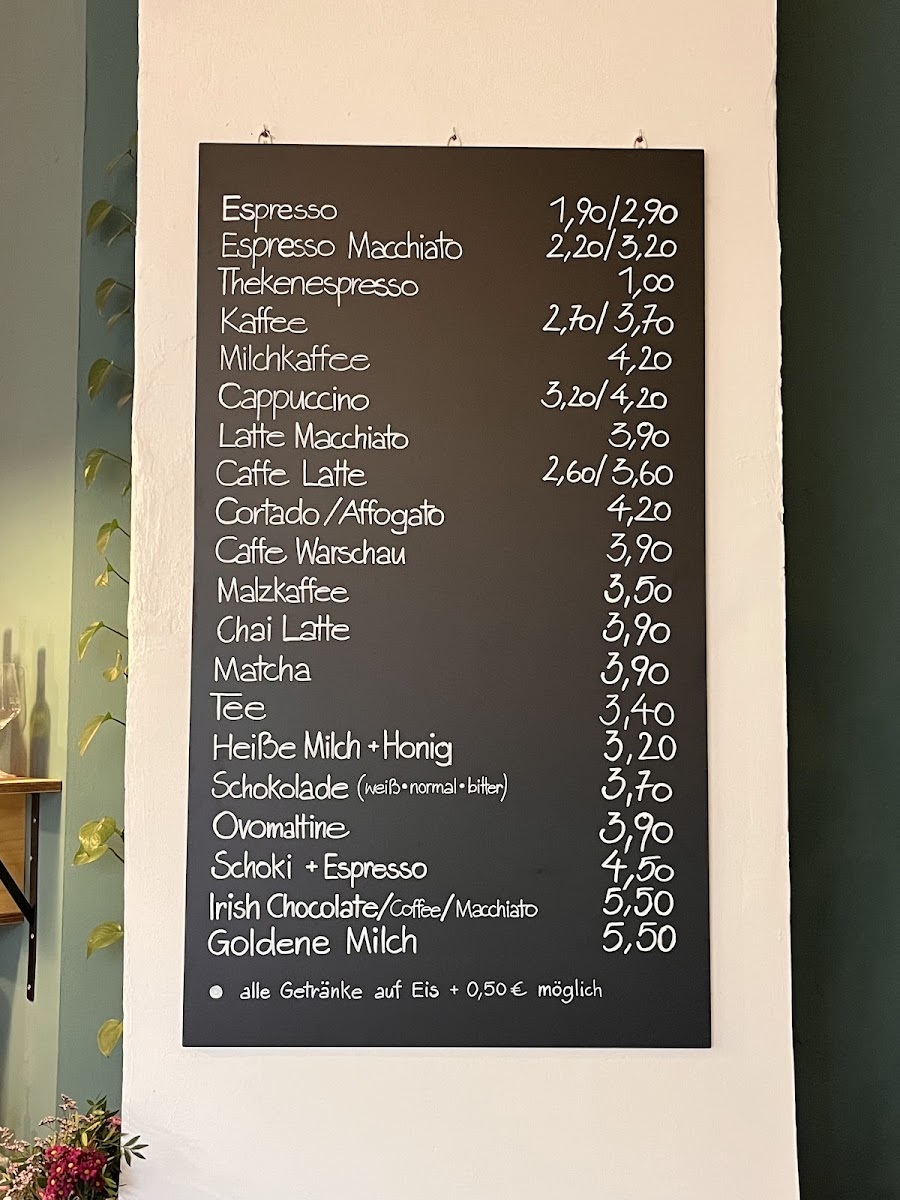 Espresso 1,90/2,90
Espresso Macchiato 2,20/3,20
Thekenespresso 1,00
Kaffee 2,70/3,70
Milchkaffee 4,20
Cappuccino 3,20/4,20
Latte Macchiato 3,90
Caffe Latte 2,60/3,60
Cortado/Affogato 4,20
Caffe Warschau 3,90
Malzkaffee 3,50
Chai Latte 3,90
Matcha 3,90
Tee 3,40
Heiße Milch + Honig 3,20
Schokolade (weiß•normal•bitter) 3,70
Ovomaltine 3,90
Schoki + Espresso 4,50
Irish Chocolate/Coffee/Macchiato 5,50
Goldene Milch 5,50
● alle Getränke auf Eis + 0,50€ möglich